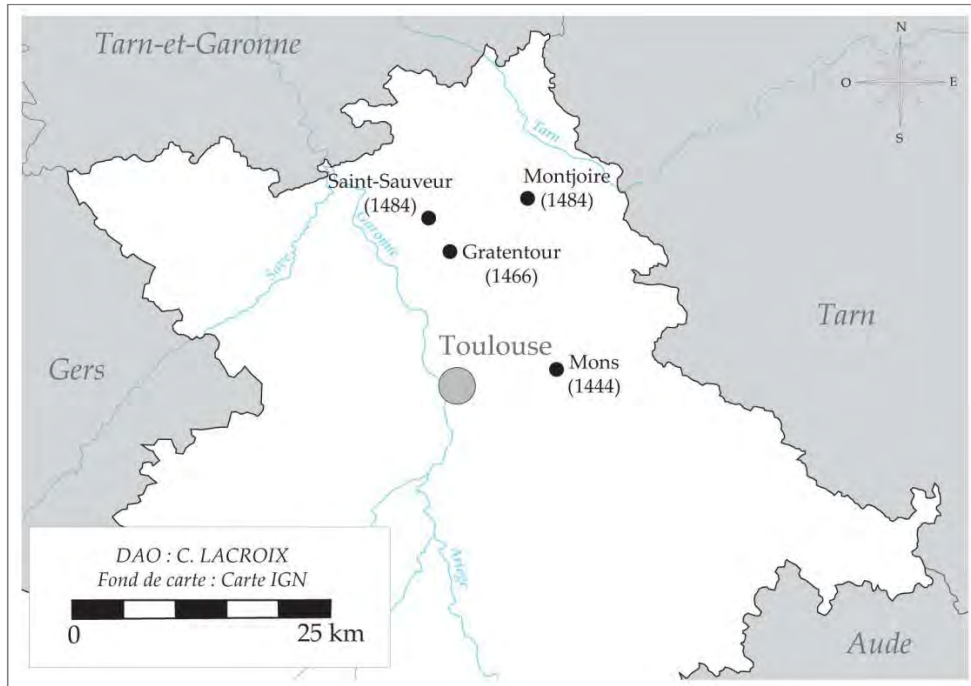 Tarn-et-Garonne
N
O
E
S
Tarn
Saint-Sauveur
(1484)
Montjoire
(1484)
Garonne
Save
Gratentour
(1466)
Tarn
Toulouse
Gers
Mons
(1444)
DAO : C. LACROIX
Fond de carte : Carte IGN
0
25 km
Ariège
Aude